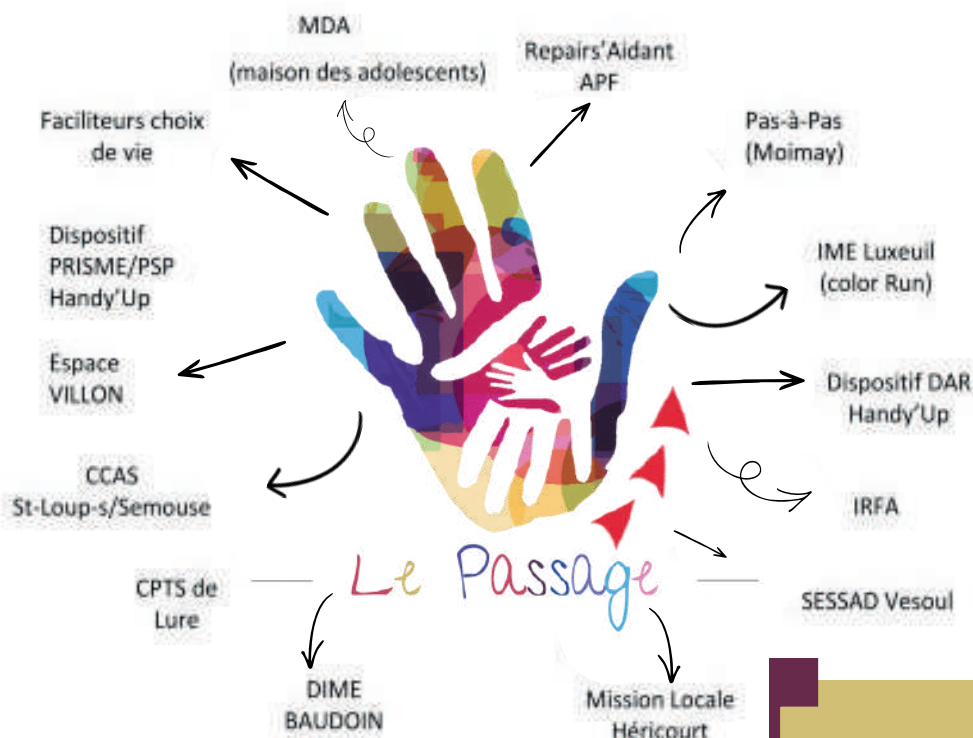 MDA
(maison des adolescents)
Repairs'Aidant
APF
Faciliteurs choix
de vie
Pas-à-Pas
(Moimay)
Dispositif
PRISME/PSP
Handy'Up
IME Luxeuil
(color Run)
Espace
VILLON
Dispositif DAR
Handy'Up
CCAS
St-Loup-s/Semouse
IRFA
Le Passage
CPTS de
Lure
SESSAD Vesoul
DIME
BAUDOIN
Mission Locale
Héricourt